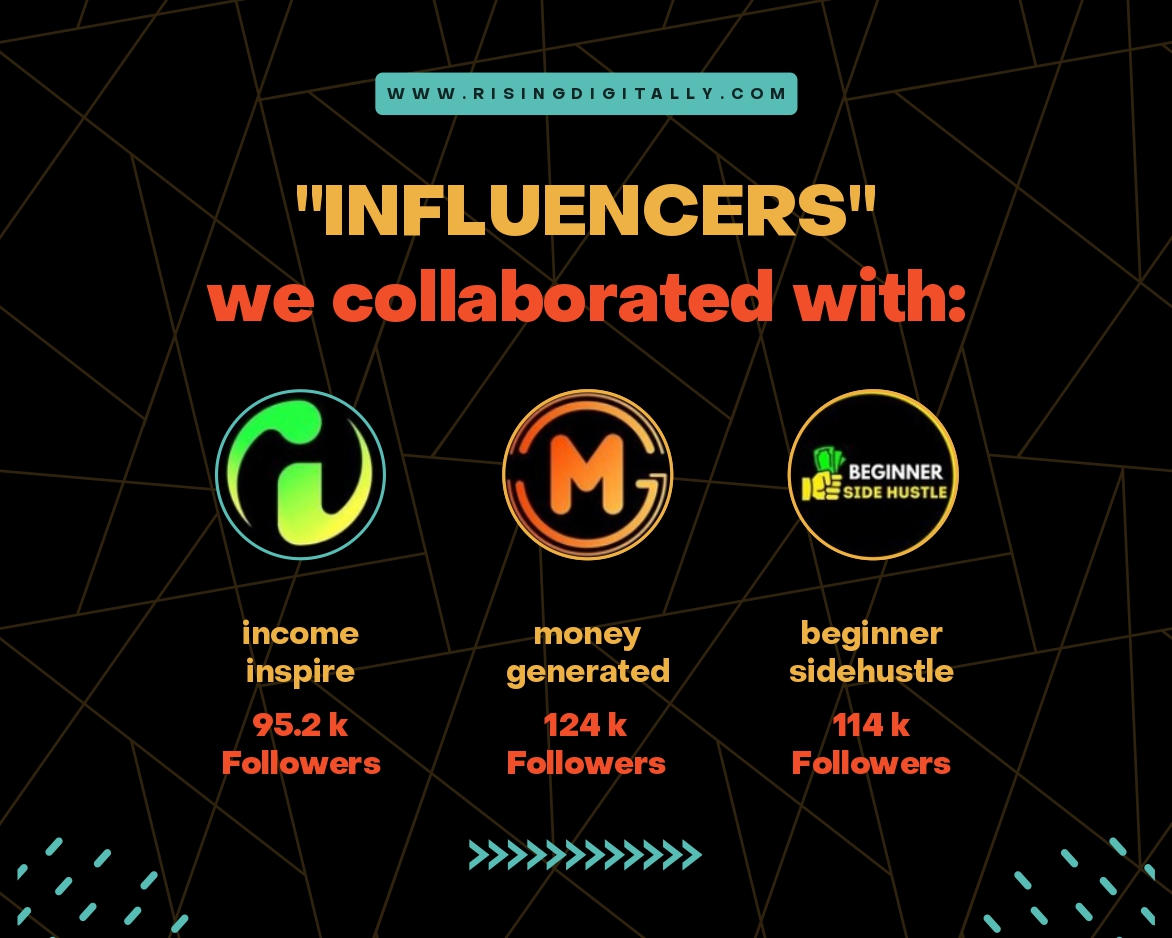 WWW.RISINGDIGITALLY.COM
"INFLUENCERS"
we collaborated with:
M
BEGINNER
SIDE HUSTLE
income
inspire
95.2 k
Followers
money
generated
124 k
Followers
beginner
sidehustle
114 k
Followers